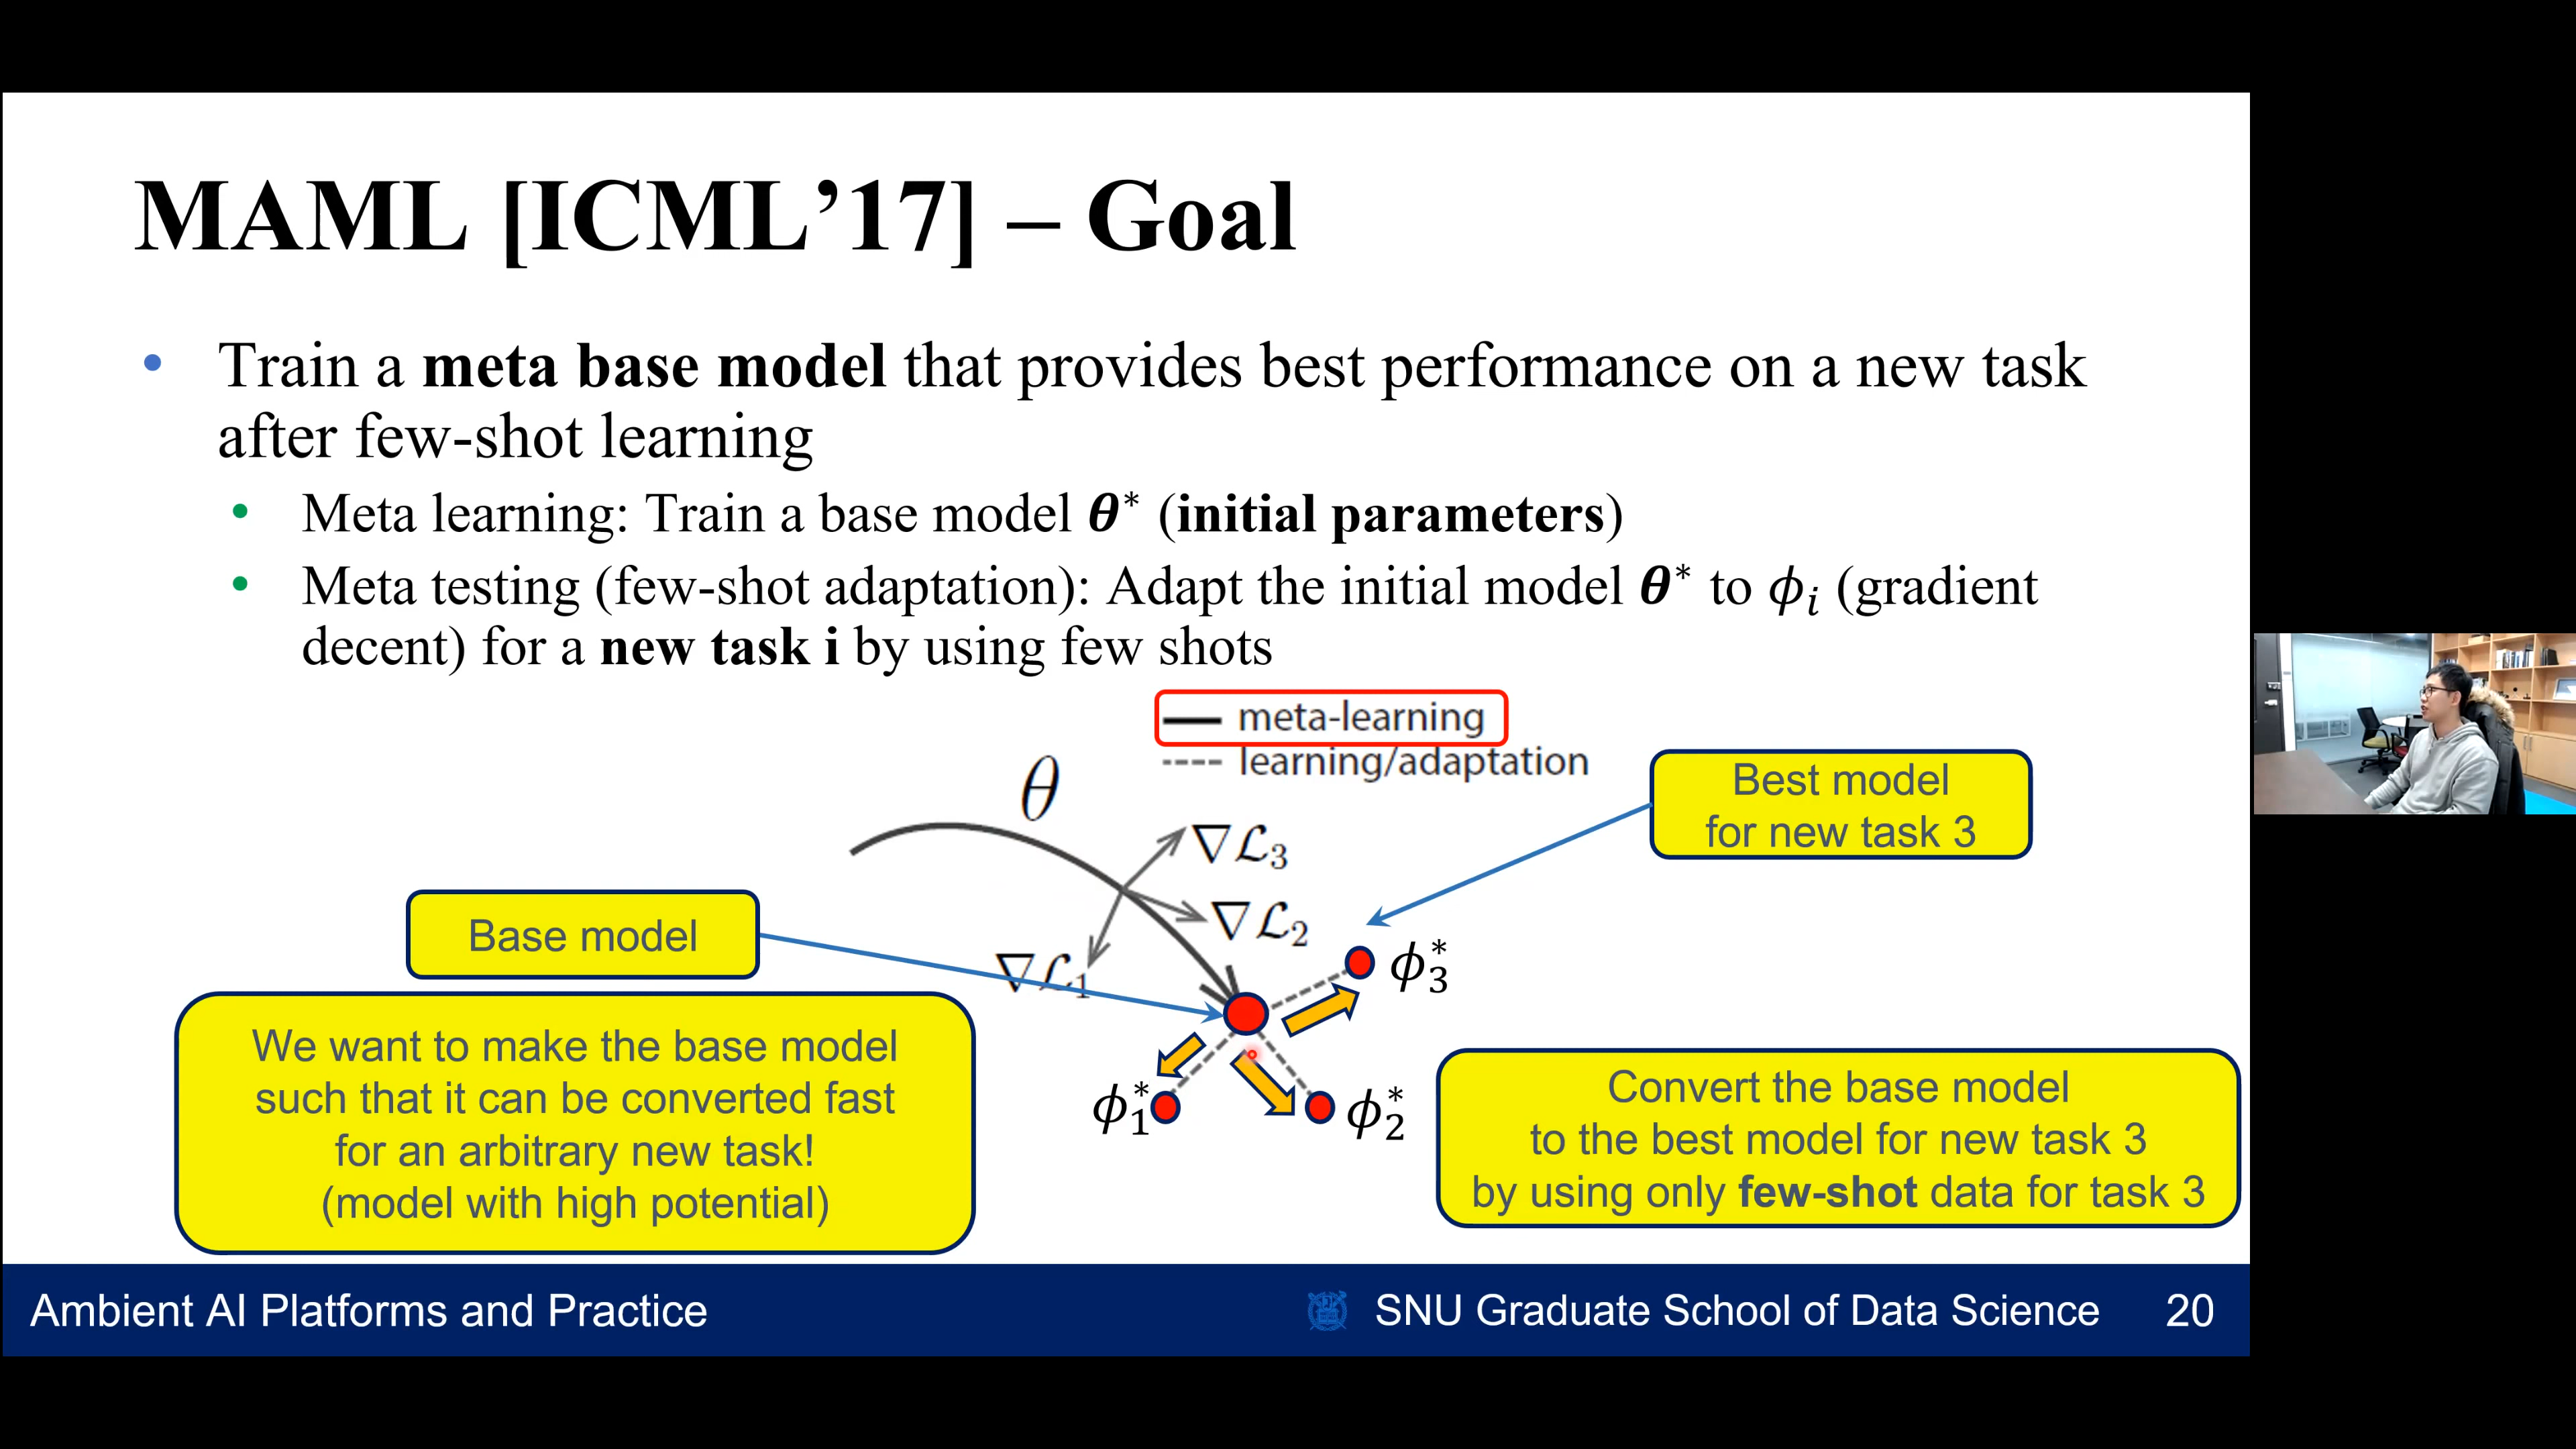 MAML [ICML’17] – Goal
• Train a meta base model that provides best performance on a new task
after few-shot learning
• Meta learning: Train a base model θ* (initial parameters)
• Meta testing (few-shot adaptation): Adapt the initial model θ* to ϕᵢ (gradient
decent) for a new task i by using few shots
meta-learning
learning/adaptation
θ
∇ℒ₃
∇ℒ₂
∇ℒ₁
Best model
for new task 3
Base model
ϕ₃*
ϕ₁*
ϕ₂*
We want to make the base model
such that it can be converted fast
for an arbitrary new task!
(model with high potential)
Convert the base model
to the best model for new task 3
by using only few-shot data for task 3
Ambient AI Platforms and Practice
SNU Graduate School of Data Science
20